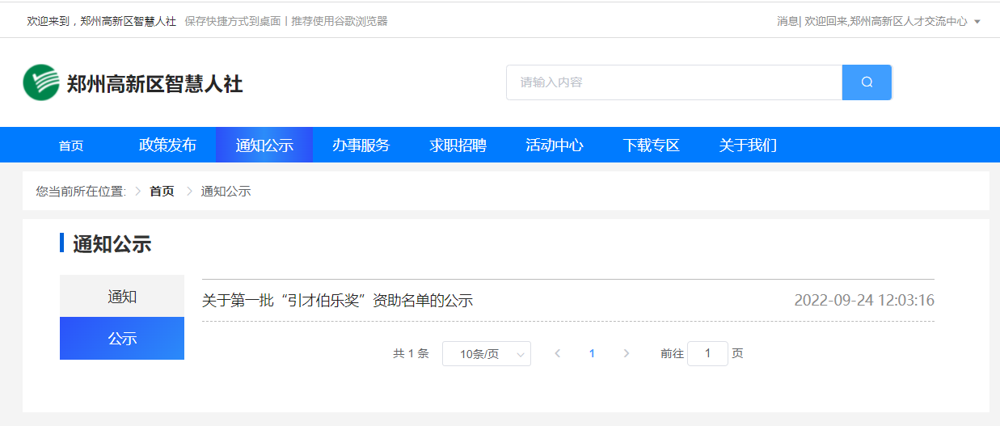 欢迎来到，郑州高新区智慧人社 保存快捷方式到桌面 | 推荐使用谷歌浏览器 消息| 欢迎回来,郑州高新区人才交流中心
郑州高新区智慧人社 请输入内容
首页 政策发布 通知公示 办事服务 求职招聘 活动中心 下载专区 关于我们
您当前所在位置: 首页 通知公示
通知公示
通知
关于第一批“引才伯乐奖”资助名单的公示 2022-09-24 12:03:16
公示
共 1 条 10条/页 1 前往 1 页